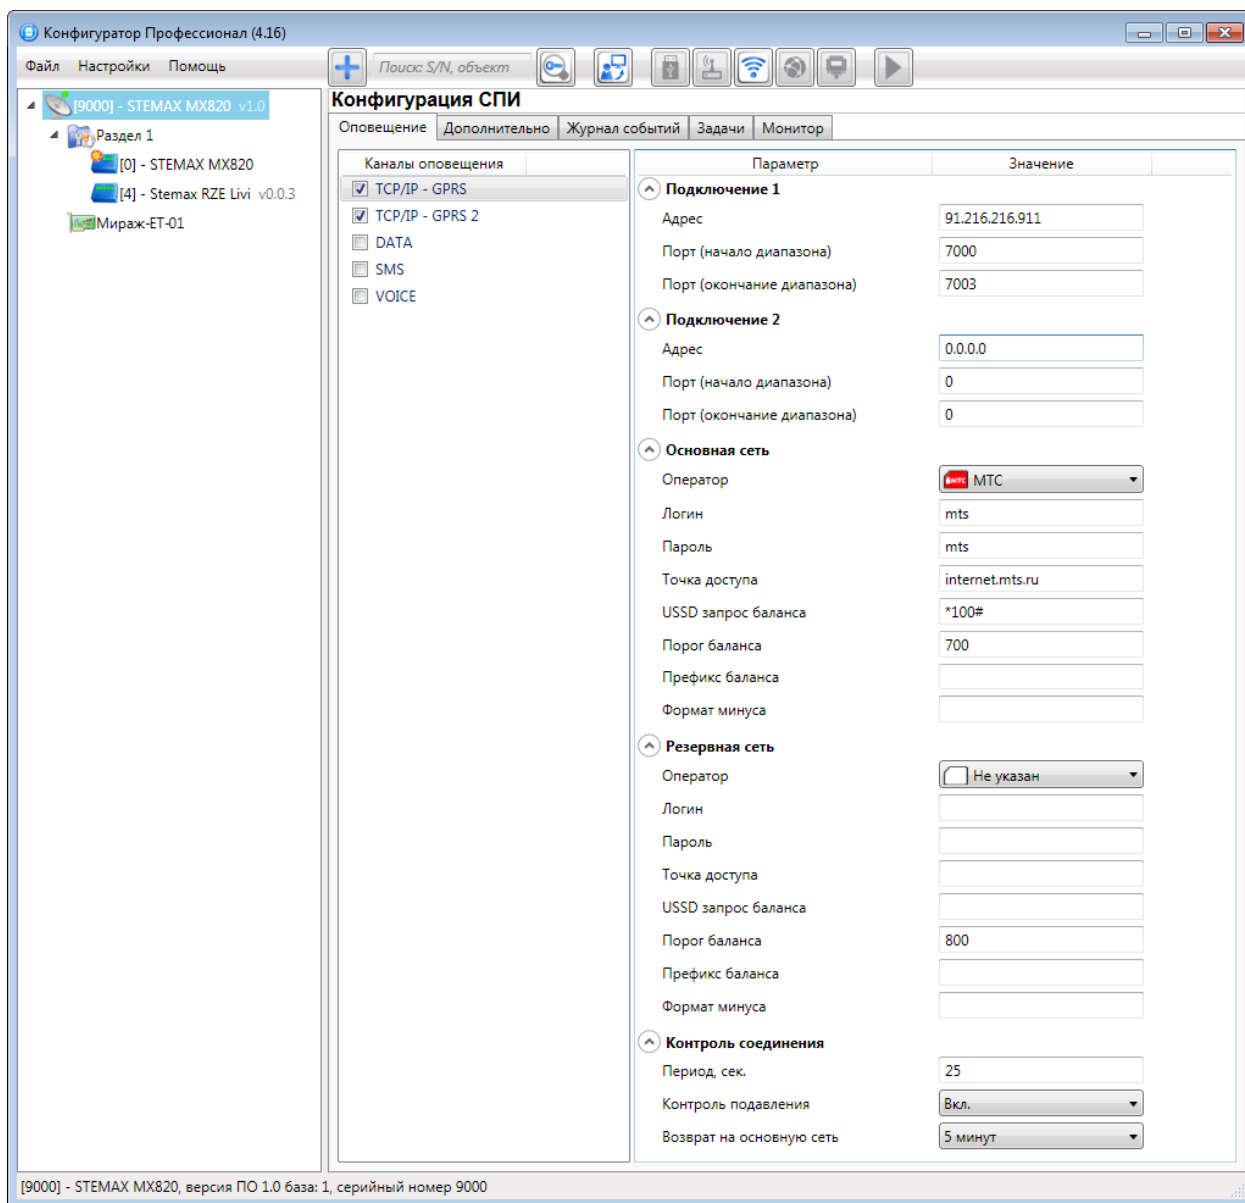 Конфигуратор Профессионал (4.16)
Файл Настройки Помощь
Поиск: S/N, объект
[9000] - STEMAX MX820 v1.0
Раздел 1
[0] - STEMAX MX820
[4] - Stemax RZE Livi v0.0.3
Мираж-ET-01
Конфигурация СПИ
Оповещение Дополнительно Журнал событий Задачи Монитор
Каналы оповещения
TCP/IP - GPRS
TCP/IP - GPRS 2
DATA
SMS
VOICE
Параметр Значение
Подключение 1
Адрес 91.216.216.911
Порт (начало диапазона) 7000
Порт (окончание диапазона) 7003
Подключение 2
Адрес 0.0.0.0
Порт (начало диапазона) 0
Порт (окончание диапазона) 0
Основная сеть
Оператор МТС МТС
Логин mts
Пароль mts
Точка доступа internet.mts.ru
USSD запрос баланса *100#
Порог баланса 700
Префикс баланса
Формат минуса
Резервная сеть
Оператор Не указан
Логин
Пароль
Точка доступа
USSD запрос баланса
Порог баланса 800
Префикс баланса
Формат минуса
Контроль соединения
Период, сек. 25
Контроль подавления Вкл.
Возврат на основную сеть 5 минут
[9000] - STEMAX MX820, версия ПО 1.0 база: 1, серийный номер 9000